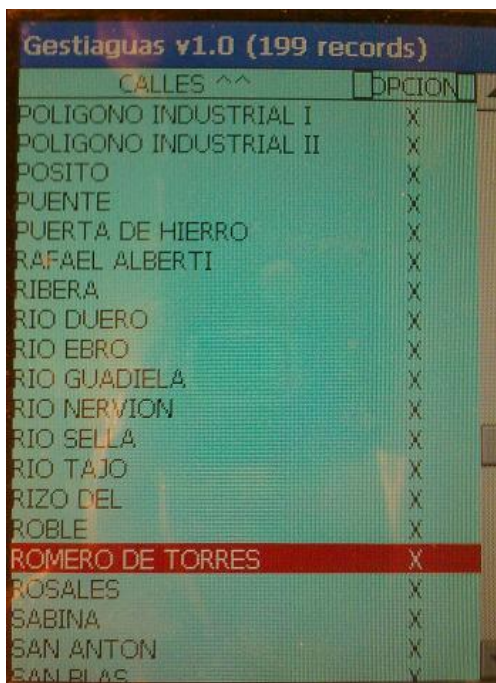 Gestiaguas v1.0 (199 records)
CALLES ^^ OPCION
POLIGONO INDUSTRIAL I X
POLIGONO INDUSTRIAL II X
POSITO X
PUENTE X
PUERTA DE HIERRO X
RAFAEL ALBERTI X
RIBERA X
RIO DUERO X
RIO EBRO X
RIO GUADIELA X
RIO NERVION X
RIO SELLA X
RIO TAJO X
RIZO DEL X
ROBLE X
ROMERO DE TORRES X
ROSALES X
SABINA X
SAN ANTON X
SAN BLAS X